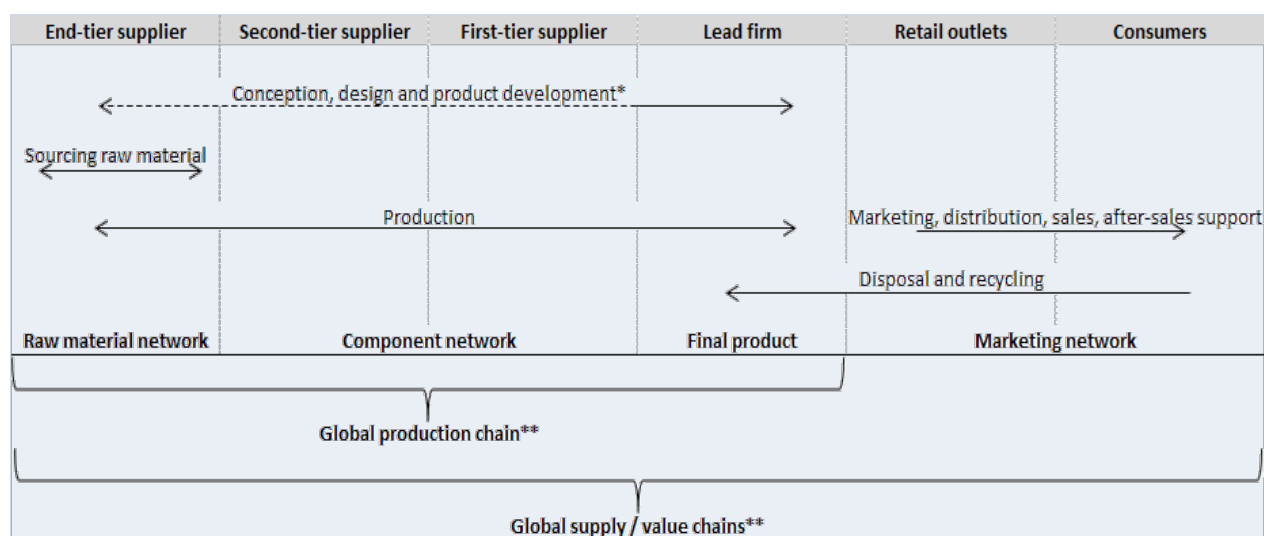 End-tier supplier Second-tier supplier First-tier supplier Lead firm Retail outlets Consumers
Conception, design and product development*
Sourcing raw material
Production Marketing, distribution, sales, after-sales support
Disposal and recycling
Raw material network Component network Final product Marketing network
Global production chain**
Global supply / value chains**